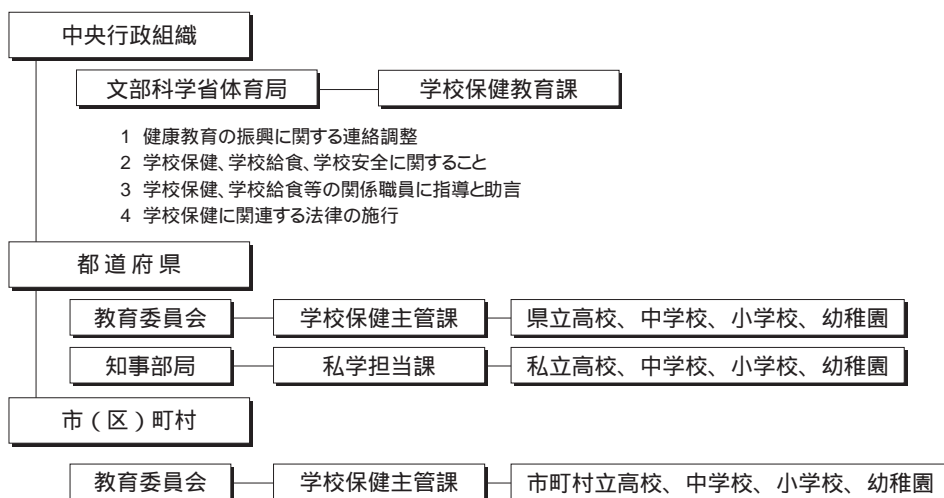 中央行政組織
文部科学省体育局 学校保健教育課
1 健康教育の振興に関する連絡調整
2 学校保健、学校給食、学校安全に関すること
3 学校保健、学校給食等の関係職員に指導と助言
4 学校保健に関連する法律の施行
都道府県
教育委員会 学校保健主管課 県立高校、中学校、小学校、幼稚園
知事部局 私学担当課 私立高校、中学校、小学校、幼稚園
市(区)町村
教育委員会 学校保健主管課 市町村立高校、中学校、小学校、幼稚園